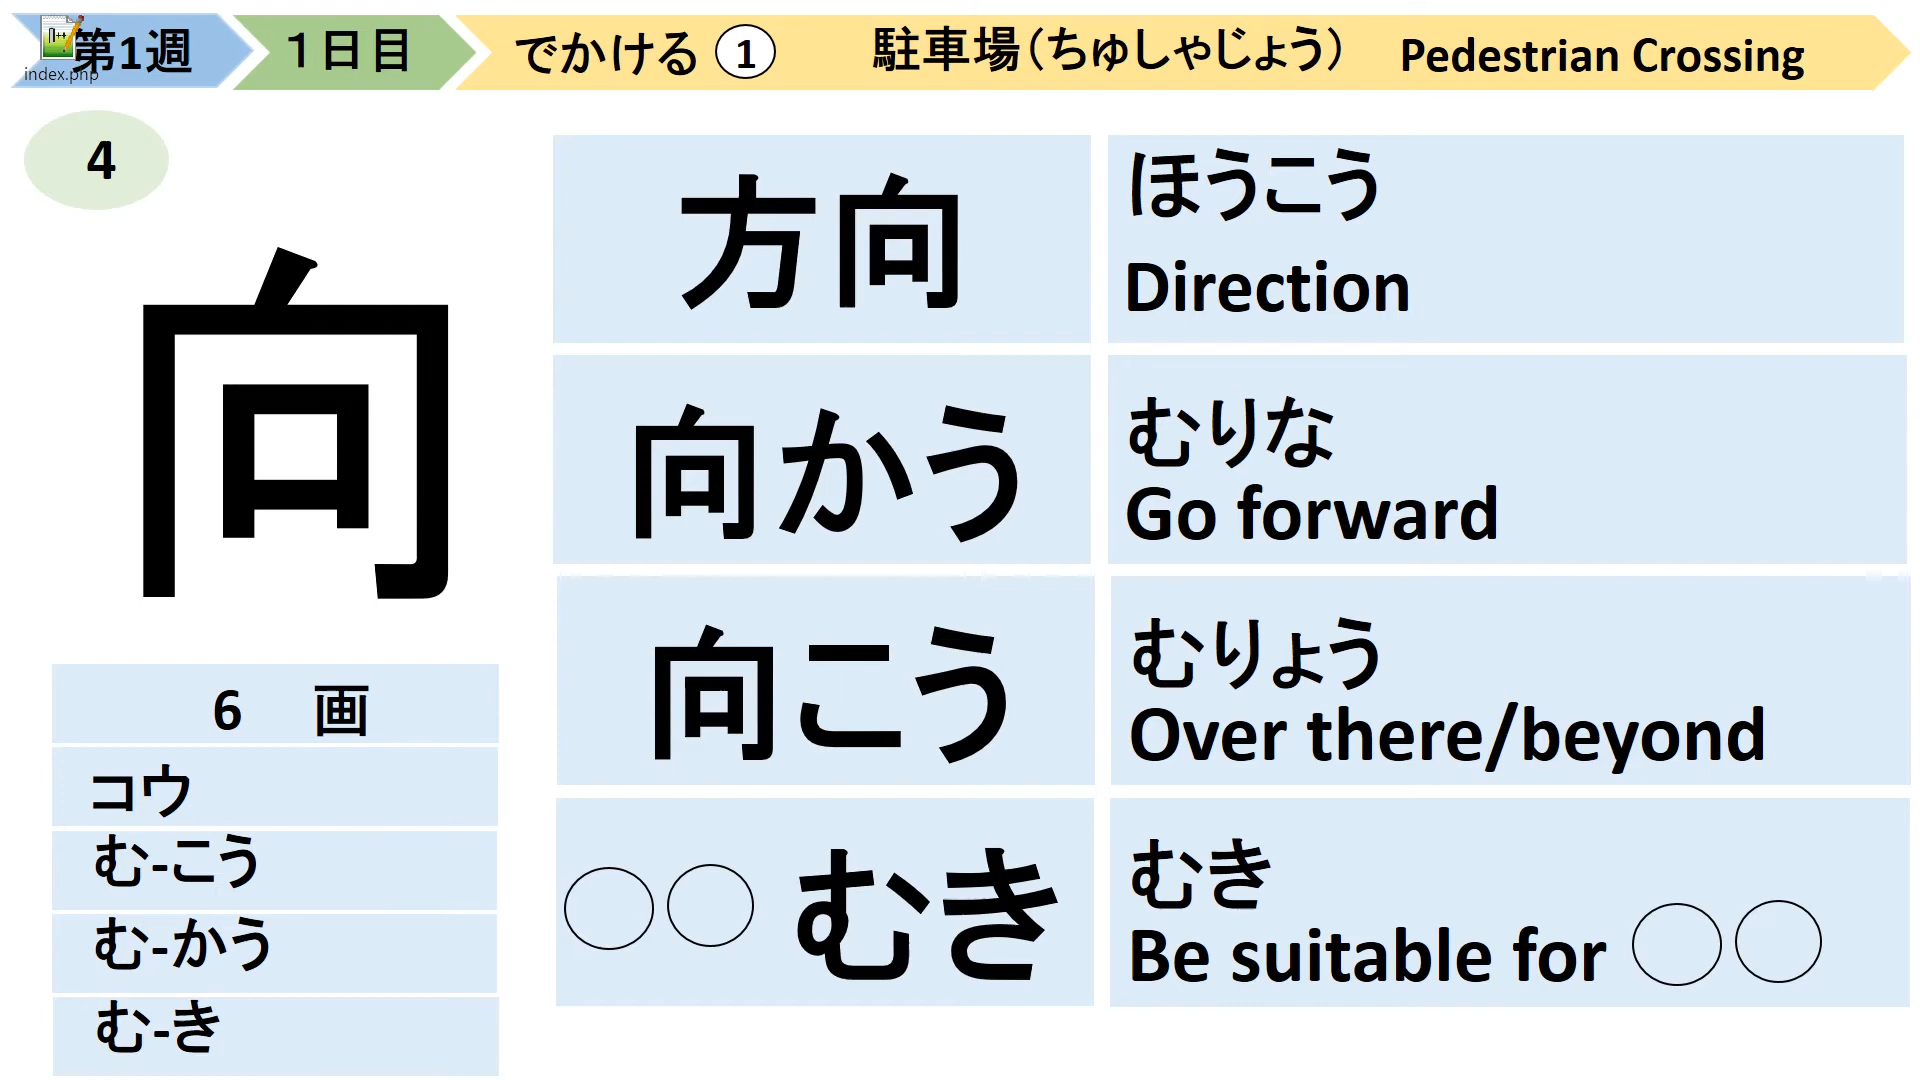 第1週
index.php
１日目
でかける ①
駐車場（ちゅしゃじょう）
Pedestrian Crossing
4
向
6 画
コウ
む-こう
む-かう
む-き
方向
ほうこう
Direction
向かう
むりな
Go forward
向こう
むりょう
Over there/beyond
○○ むき
むき
Be suitable for ○○